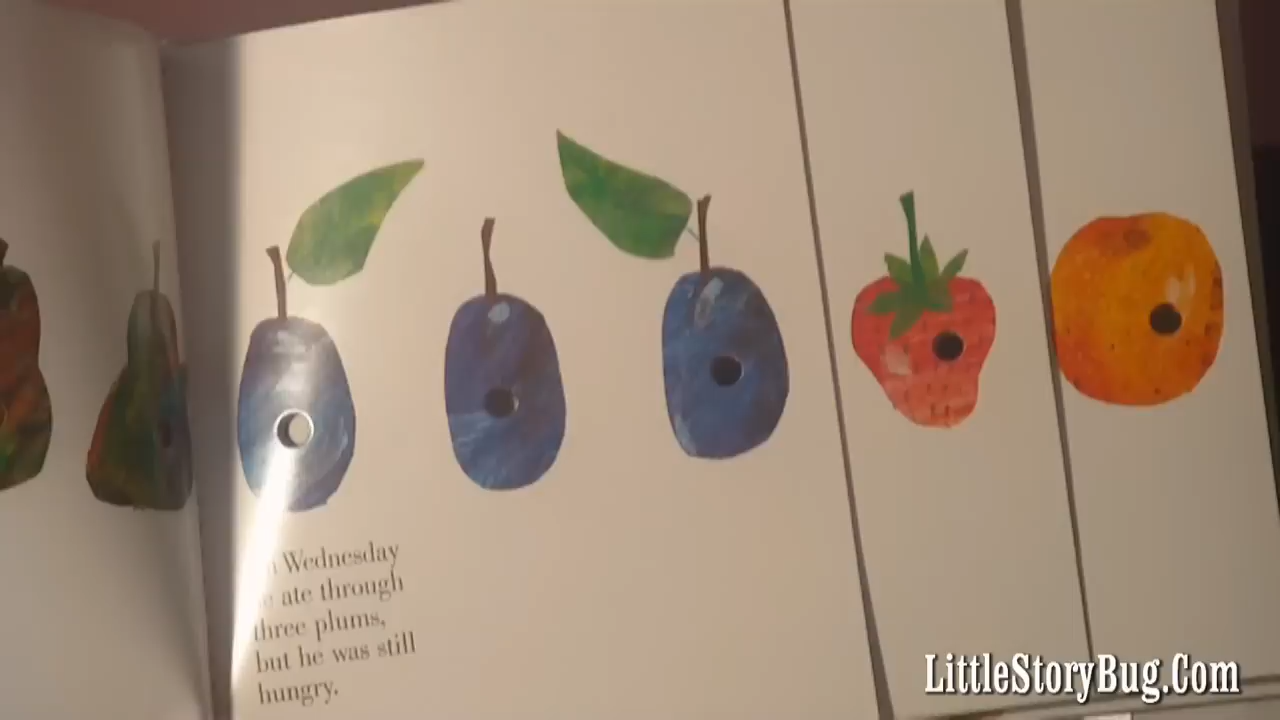 Wednesday
ate through
three plums,
but he was still
hungry.
LittleStoryBug.Com